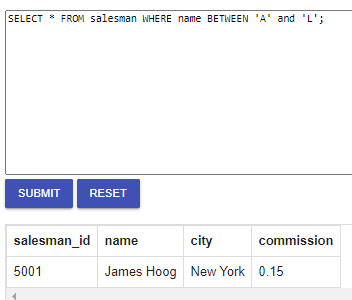 SELECT * FROM salesman WHERE name BETWEEN 'A' and 'L';
SUBMIT RESET
salesman_id name city commission
5001 James Hoog New York 0.15